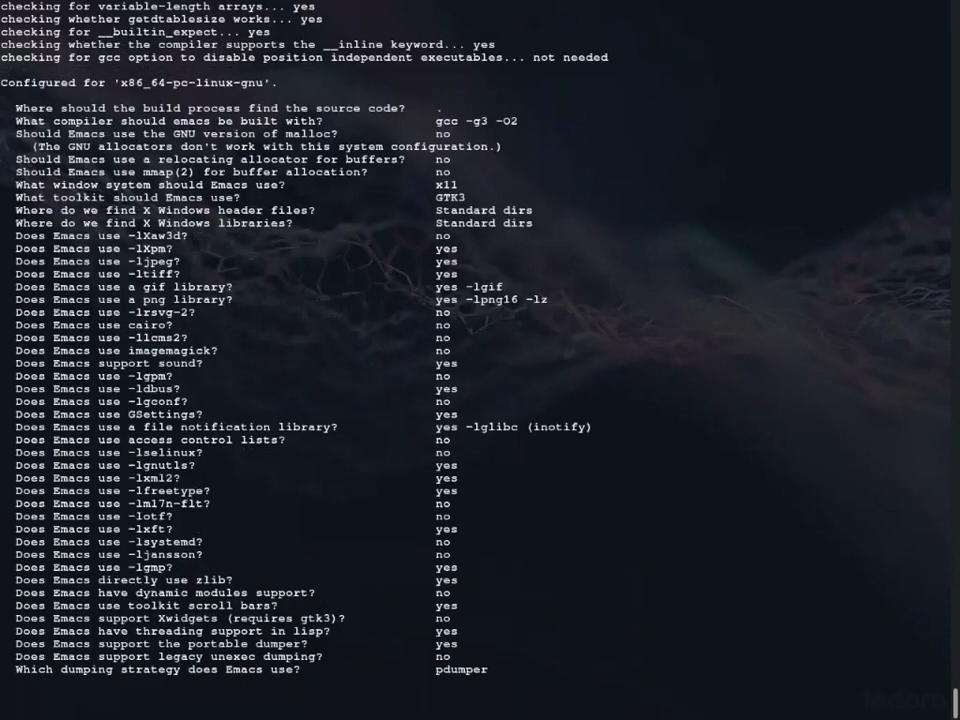 checking for variable-length arrays... yes
checking whether getdtablesize works... yes
checking for __builtin_expect... yes
checking whether the compiler supports the __inline keyword... yes
checking for gcc option to disable position independent executables... not needed
Configured for 'x86_64-pc-linux-gnu'.
Where should the build process find the source code? .
What compiler should emacs be built with? gcc -g3 -O2
Should Emacs use the GNU version of malloc? no
(The GNU allocators don't work with this system configuration.)
Should Emacs use a relocating allocator for buffers? no
Should Emacs use mmap(2) for buffer allocation? no
What window system should Emacs use? x11
What toolkit should Emacs use? GTK3
Where do we find X Windows header files? Standard dirs
Where do we find X Windows libraries? Standard dirs
Does Emacs use -lXaw3d? no
Does Emacs use -lXpm? yes
Does Emacs use -ljpeg? yes
Does Emacs use -ltiff? yes
Does Emacs use a gif library? yes -lgif
Does Emacs use a png library? yes -lpng16 -lz
Does Emacs use -lrsvg-2? no
Does Emacs use cairo? no
Does Emacs use -llcms2? no
Does Emacs use imagemagick? no
Does Emacs support sound? yes
Does Emacs use -lgpm? no
Does Emacs use -ldbus? yes
Does Emacs use -lgconf? no
Does Emacs use GSettings? yes
Does Emacs use a file notification library? yes -lglibc (inotify)
Does Emacs use access control lists? no
Does Emacs use -lselinux? no
Does Emacs use -lgnutls? yes
Does Emacs use -lxml2? yes
Does Emacs use -lfreetype? yes
Does Emacs use -lm17n-flt? no
Does Emacs use -lotf? no
Does Emacs use -lxft? yes
Does Emacs use -lsystemd? no
Does Emacs use -ljansson? no
Does Emacs use -lgmp? yes
Does Emacs directly use zlib? yes
Does Emacs have dynamic modules support? no
Does Emacs use toolkit scroll bars? yes
Does Emacs support Xwidgets (requires gtk3)? no
Does Emacs have threading support in lisp? yes
Does Emacs support the portable dumper? yes
Does Emacs support legacy unexec dumping? no
Which dumping strategy does Emacs use? pdumper
fedora